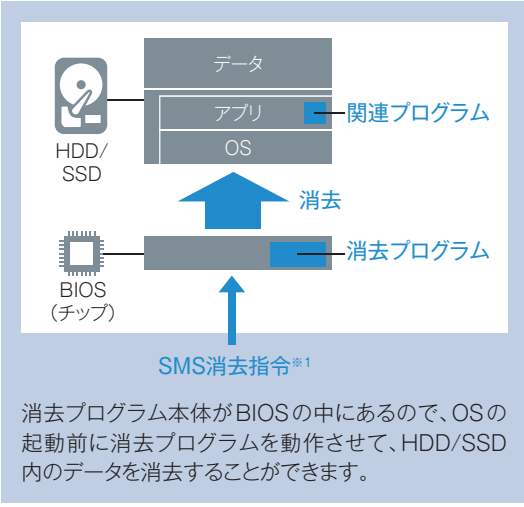 データ
アプリ
関連プログラム
OS
HDD/
SSD
消去
消去プログラム
BIOS
（チップ）
SMS消去指令※1
消去プログラム本体がBIOSの中にあるので、OSの
起動前に消去プログラムを動作させて、HDD/SSD
内のデータを消去することができます。